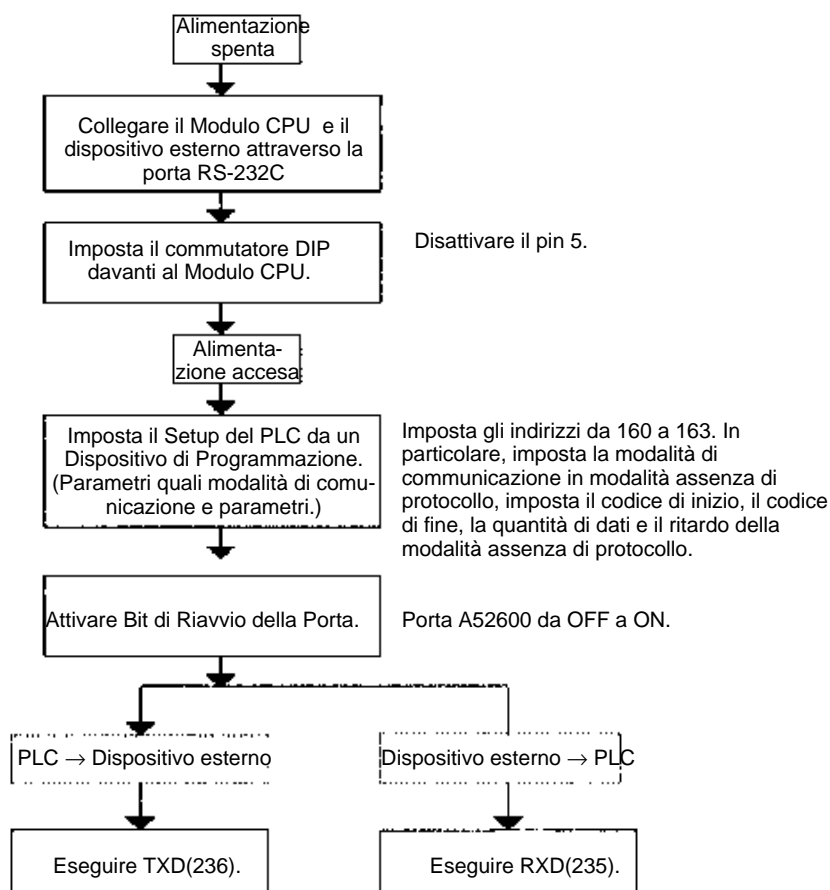 Alimentazione
spenta
Collegare il Modulo CPU e il
dispositivo esterno attraverso la
porta RS-232C
Imposta il commutatore DIP
davanti al Modulo CPU.
Disattivare il pin 5.
Alimenta-
zione accesa
Imposta il Setup del PLC da un
Dispositivo di Programmazione.
(Parametri quali modalità di comu-
nicazione e parametri.)
Imposta gli indirizzi da 160 a 163. In
particolare, imposta la modalità di
communicazione in modalità assenza di
protocollo, imposta il codice di inizio, il codice
di fine, la quantità di dati e il ritardo della
modalità assenza di protocollo.
Attivare Bit di Riavvio della Porta.
Porta A52600 da OFF a ON.
PLC → Dispositivo esterno
Dispositivo esterno → PLC
Eseguire TXD(236).
Eseguire RXD(235).